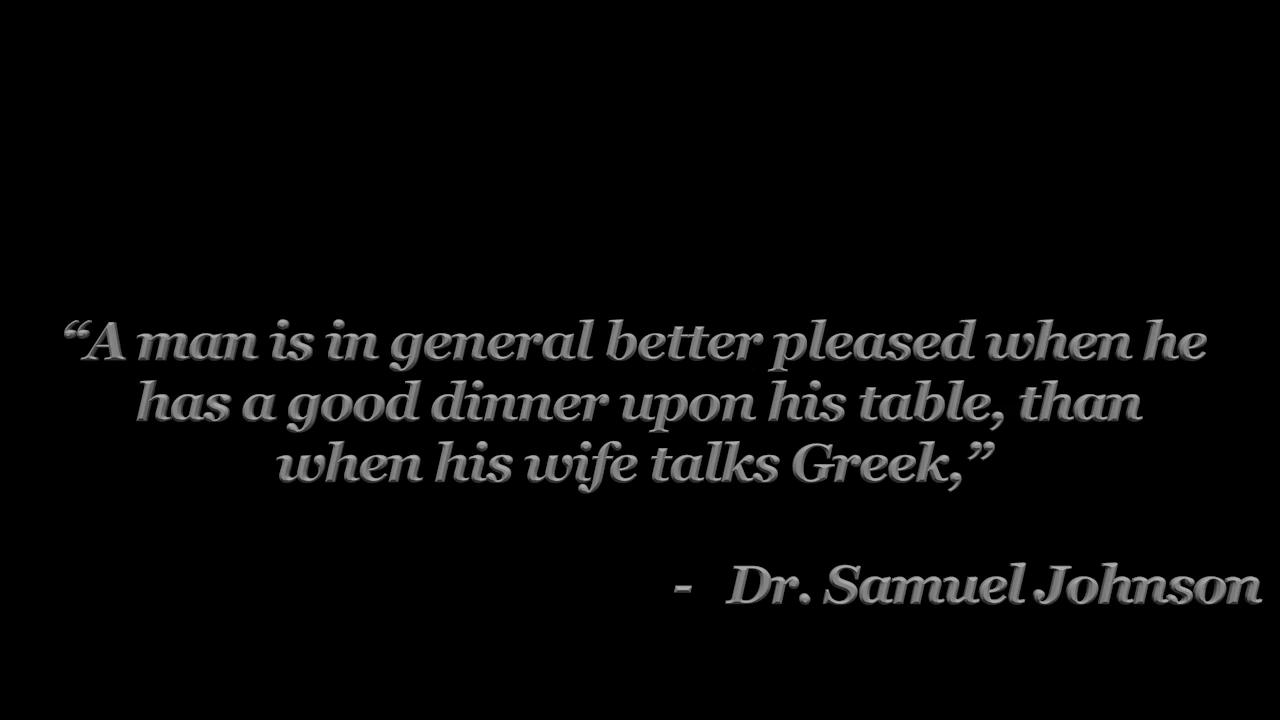 “A man is in general better pleased when he
has a good dinner upon his table, than
when his wife talks Greek,”
- Dr. Samuel Johnson